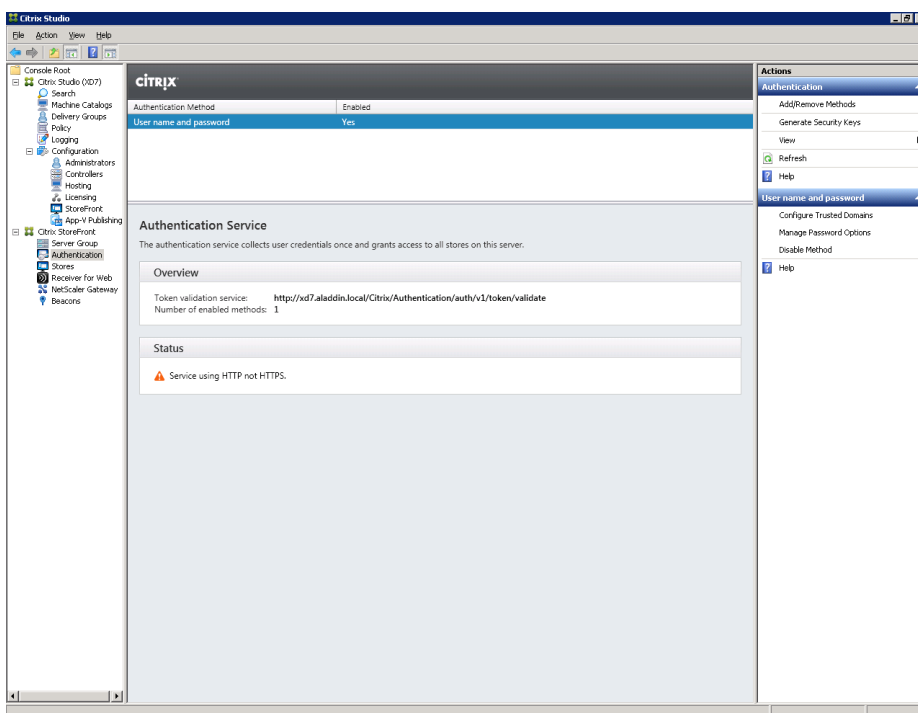 Citrix Studio
File Action View Help
Console Root
Citrix Studio (XD7)
Search
Machine Catalogs
Delivery Groups
Policy
Logging
Configuration
Administrators
Controllers
Hosting
Licensing
StoreFront
App-V Publishing
Citrix StoreFront
Server Group
Authentication
Stores
Receiver for Web
NetScaler Gateway
Beacons
CİTRIX
Authentication Method Enabled
User name and password Yes
Authentication Service
The authentication service collects user credentials once and grants access to all stores on this server.
Overview
Token validation service: http://xd7.aladdin.local/Citrix/Authentication/auth/v1/token/validate
Number of enabled methods: 1
Status
Service using HTTP not HTTPS.
Actions
Authentication
Add/Remove Methods
Generate Security Keys
View
Refresh
Help
User name and password
Configure Trusted Domains
Manage Password Options
Disable Method
Help